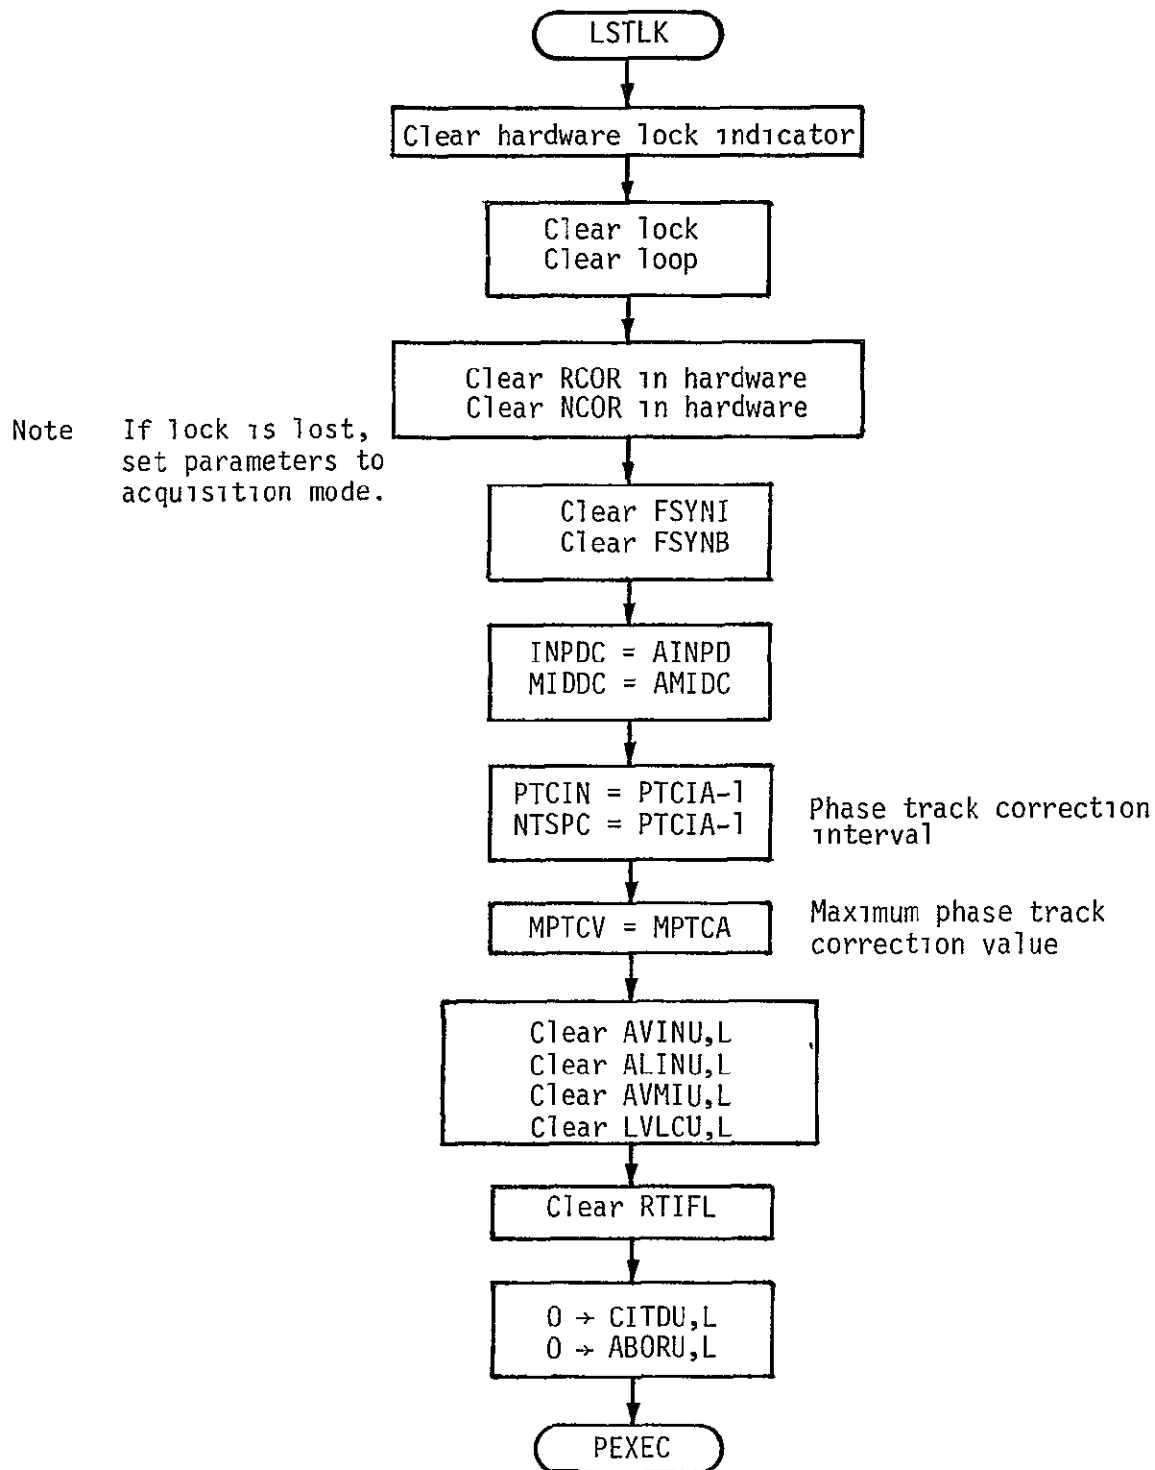 LSTLK
Clear hardware lock indicator
Clear lock
Clear loop
Clear RCOR in hardware
Clear NCOR in hardware
Note If lock is lost,
set parameters to
acquisition mode.
Clear FSYNI
Clear FSYNB
INPDC = AINPD
MIDDC = AMIDC
PTCIN = PTCIA-1
NTSPC = PTCIA-1
Phase track correction
interval
MPTCV = MPTCA
Maximum phase track
correction value
Clear AVINU,L
Clear ALINU,L
Clear AVMIU,L
Clear LVLCU,L
Clear RTIFL
0 → CITDU,L
0 → ABORU,L
PEXEC